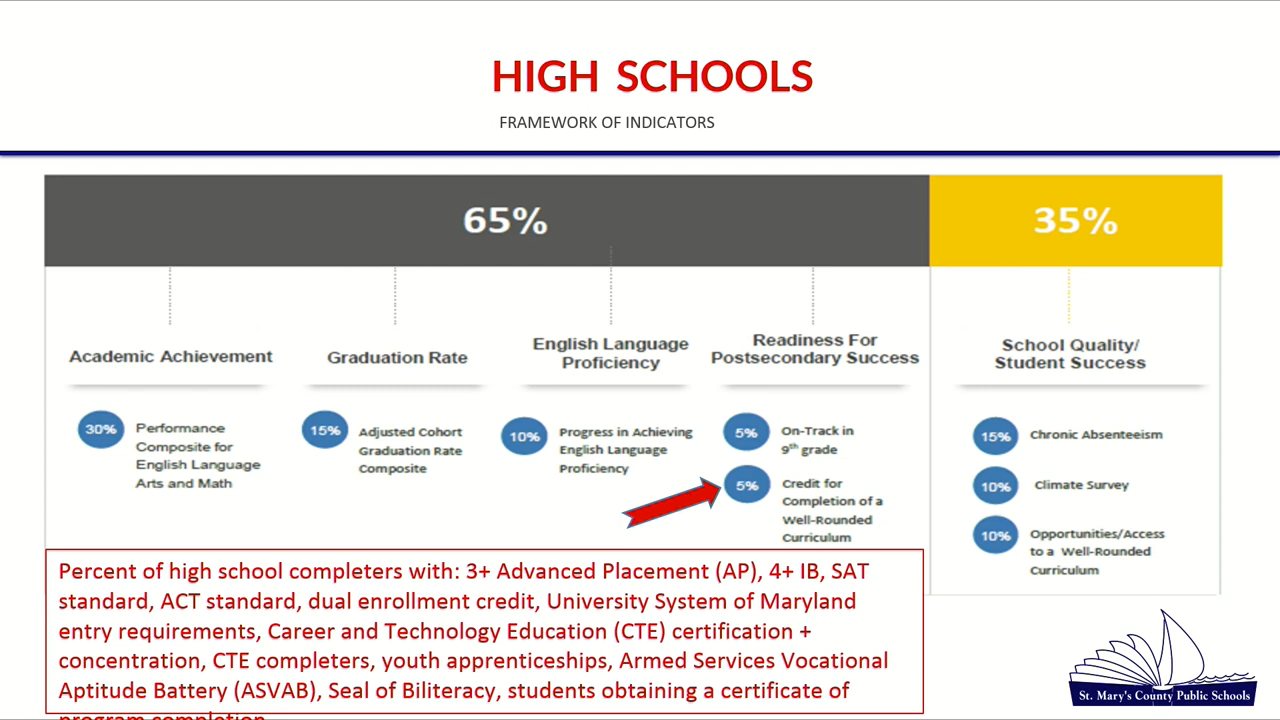 HIGH SCHOOLS
FRAMEWORK OF INDICATORS
65%
35%
Academic Achievement
Graduation Rate
English Language
Proficiency
Readiness For
Postsecondary Success
School Quality/
Student Success
30%
Performance
Composite for
English Language
Arts and Math
15%
Adjusted Cohort
Graduation Rate
Composite
10%
Progress in Achieving
English Language
Proficiency
5%
On-Track in
9th grade
5%
Credit for
Completion of a
Well-Rounded
Curriculum
15%
Chronic Absenteeism
10%
Climate Survey
10%
Opportunities/Access
to a Well-Rounded
Curriculum
Percent of high school completers with: 3+ Advanced Placement (AP), 4+ IB, SAT
standard, ACT standard, dual enrollment credit, University System of Maryland
entry requirements, Career and Technology Education (CTE) certification +
concentration, CTE completers, youth apprenticeships, Armed Services Vocational
Aptitude Battery (ASVAB), Seal of Biliteracy, students obtaining a certificate of
program completion
St. Mary's County Public Schools